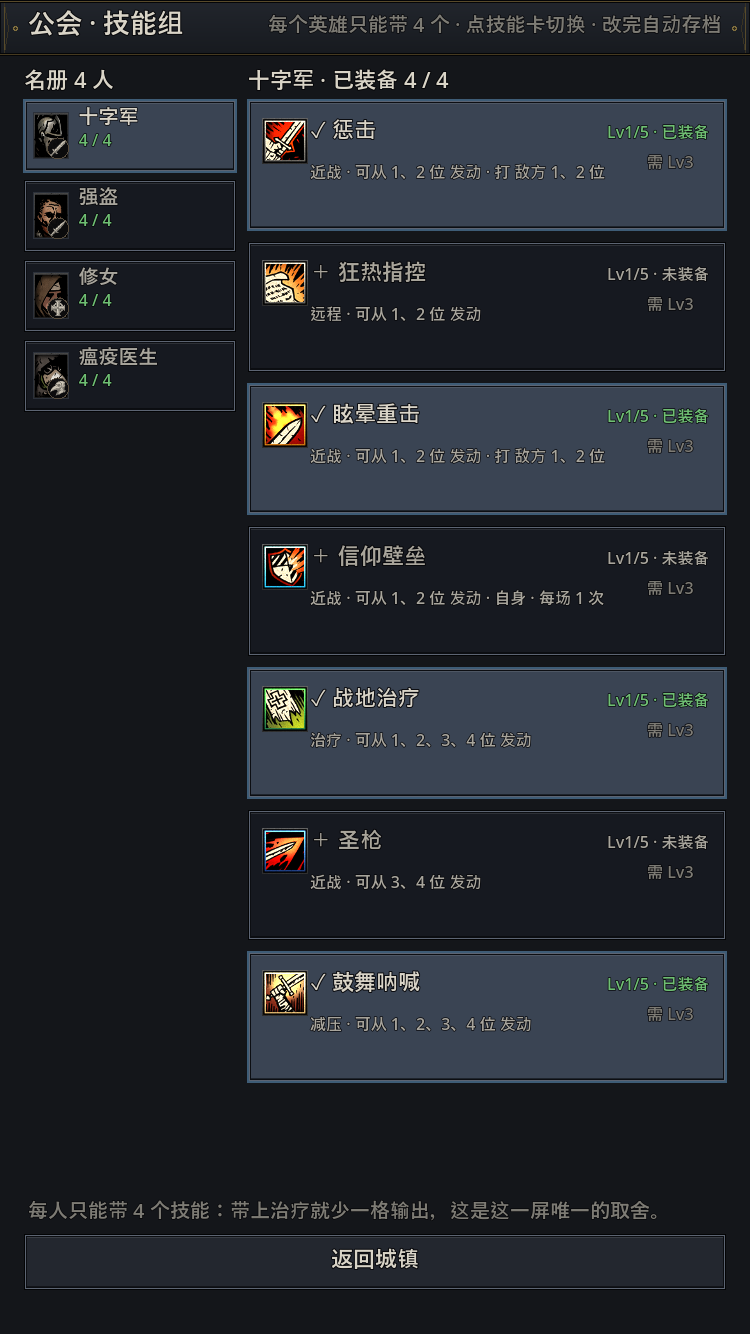 公会 · 技能组
每个英雄只能带 4 个 · 点技能卡切换 · 改完自动存档
名册 4 人
十字军
4 / 4
强盗
4 / 4
修女
4 / 4
瘟疫医生
4 / 4
十字军 · 已装备 4 / 4
✓ 惩击
Lv1/5 · 已装备
需 Lv3
近战 · 可从 1、2 位 发动 · 打 敌方 1、2 位
＋ 狂热指控
Lv1/5 · 未装备
需 Lv3
远程 · 可从 1、2 位 发动
✓ 眩晕重击
Lv1/5 · 已装备
需 Lv3
近战 · 可从 1、2 位 发动 · 打 敌方 1、2 位
＋ 信仰壁垒
Lv1/5 · 未装备
需 Lv3
近战 · 可从 1、2 位 发动 · 自身 · 每场 1 次
✓ 战地治疗
Lv1/5 · 已装备
需 Lv3
治疗 · 可从 1、2、3、4 位 发动
＋ 圣枪
Lv1/5 · 未装备
需 Lv3
近战 · 可从 3、4 位 发动
✓ 鼓舞呐喊
Lv1/5 · 已装备
需 Lv3
减压 · 可从 1、2、3、4 位 发动
每人只能带 4 个技能：带上治疗就少一格输出，这是这一屏唯一的取舍。
返回城镇